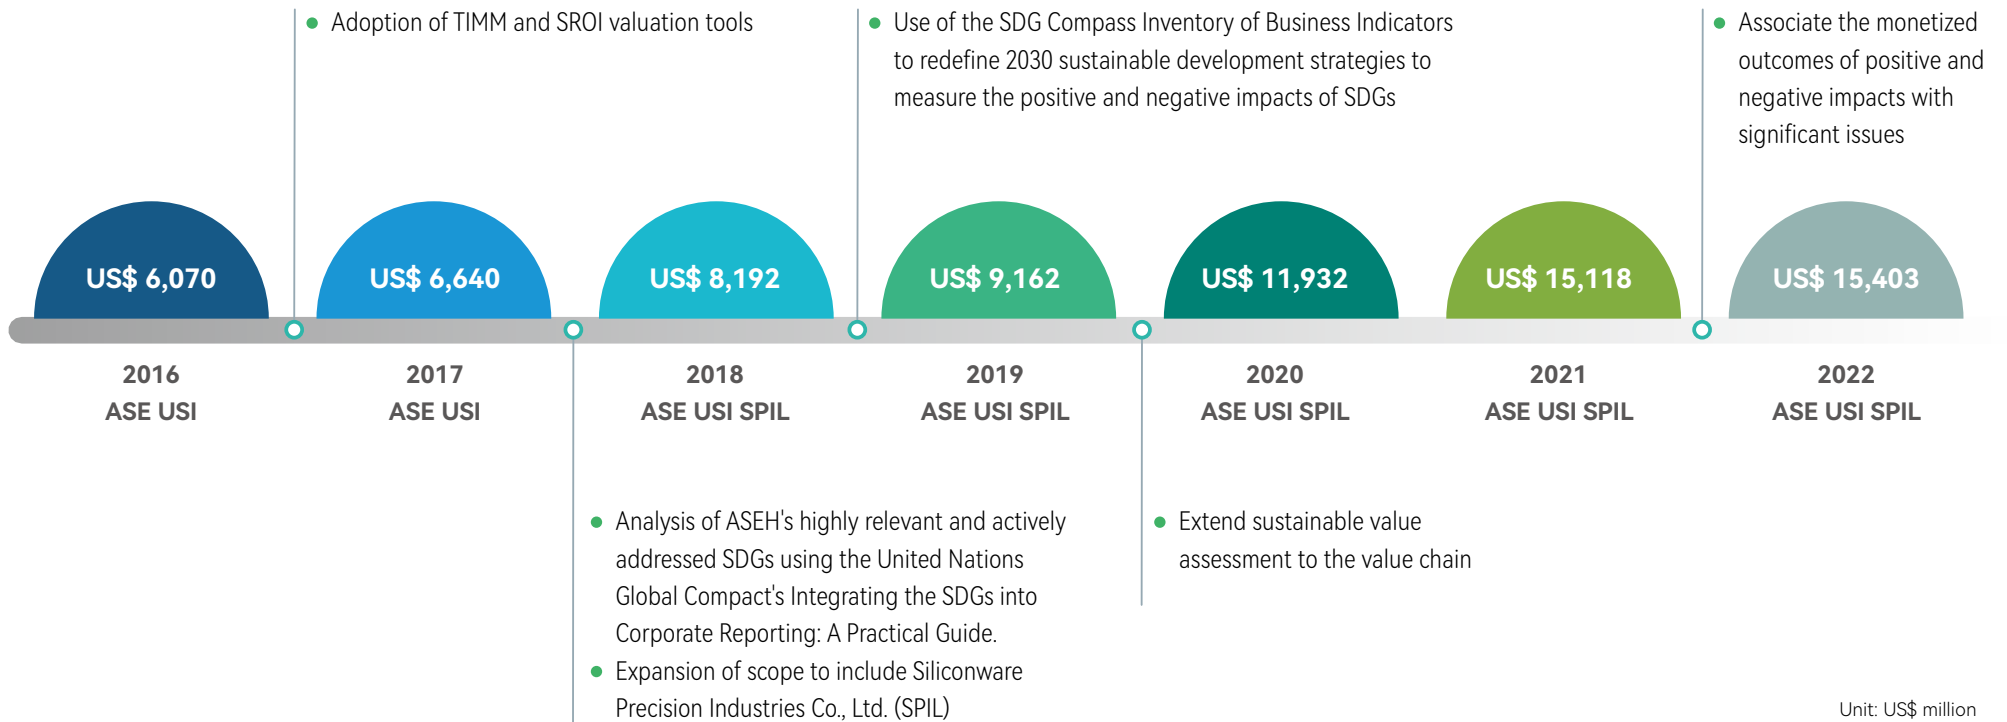 Adoption of TIMM and SROI valuation tools
Use of the SDG Compass Inventory of Business Indicators
to redefine 2030 sustainable development strategies to
measure the positive and negative impacts of SDGs
Associate the monetized
outcomes of positive and
negative impacts with
significant issues
US$ 6,070
US$ 6,640
US$ 8,192
US$ 9,162
US$ 11,932
US$ 15,118
US$ 15,403
2016
ASE USI
2017
ASE USI
2018
ASE USI SPIL
2019
ASE USI SPIL
2020
ASE USI SPIL
2021
ASE USI SPIL
2022
ASE USI SPIL
Analysis of ASEH's highly relevant and actively
addressed SDGs using the United Nations
Global Compact's Integrating the SDGs into
Corporate Reporting: A Practical Guide.
Expansion of scope to include Siliconware
Precision Industries Co., Ltd. (SPIL)
Extend sustainable value
assessment to the value chain
Unit: US$ million